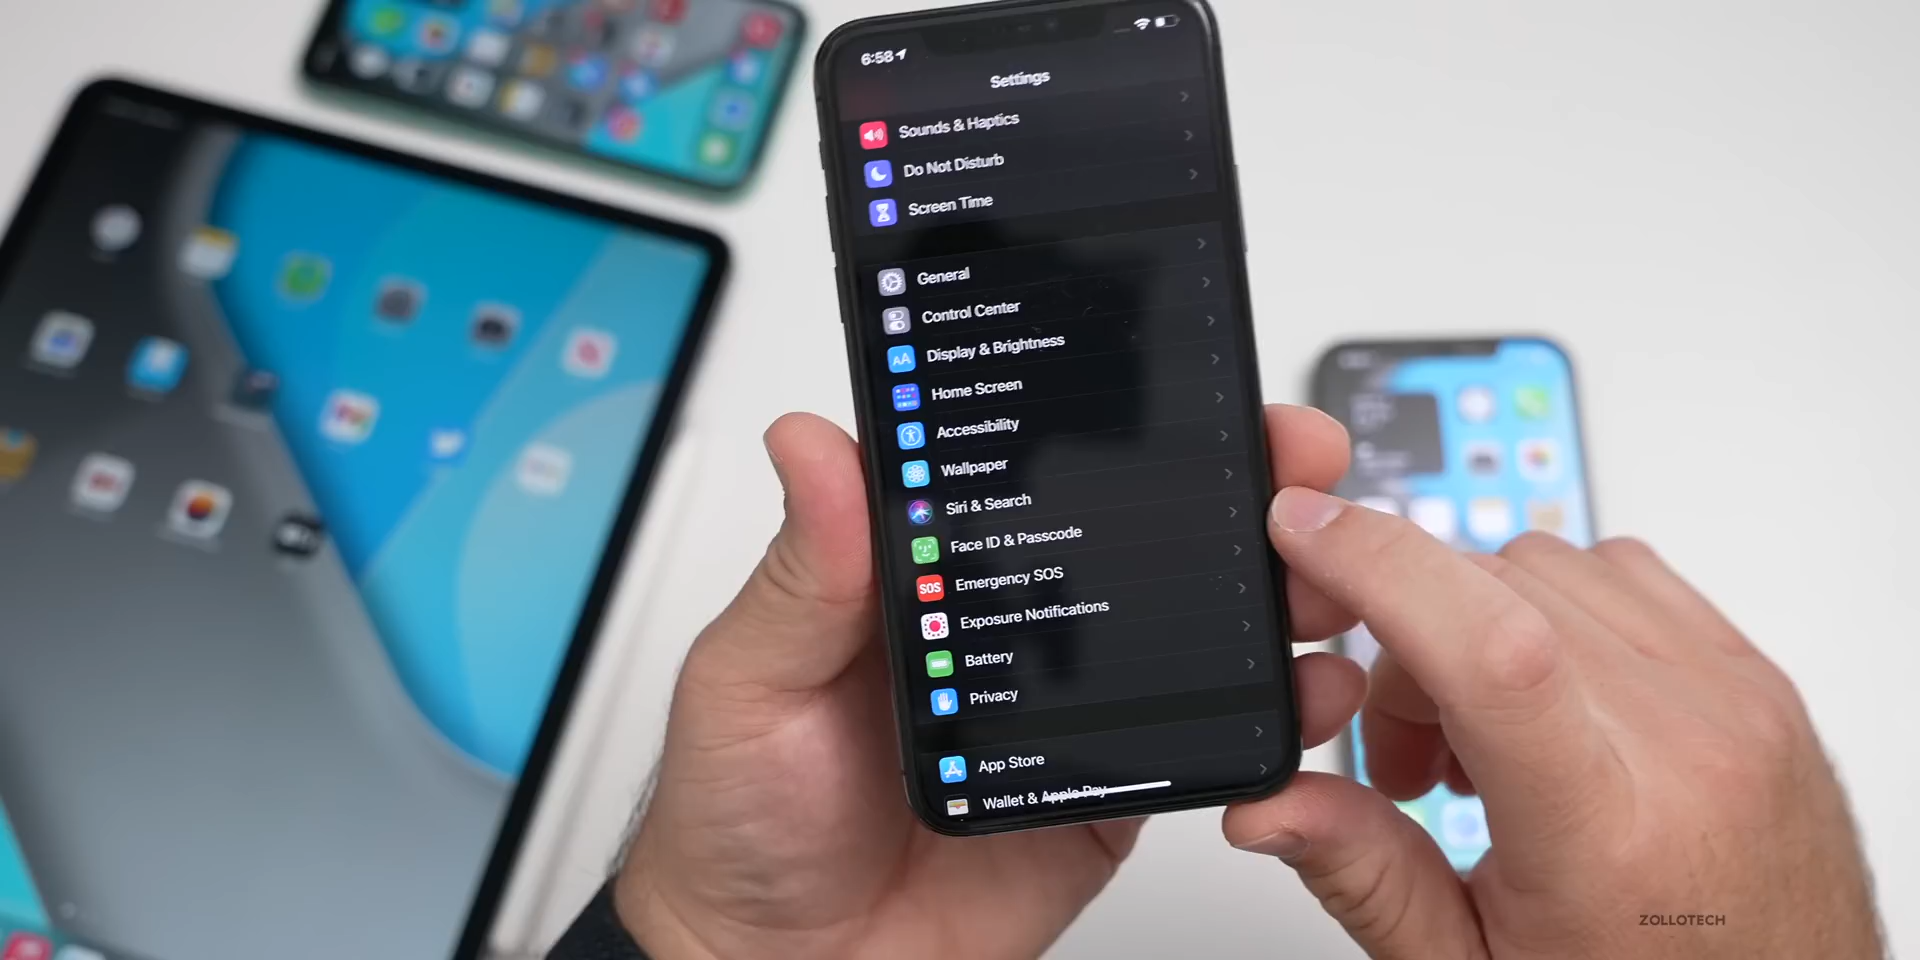 6:58
Settings
Sounds & Haptics
Do Not Disturb
Screen Time
General
Control Center
AA
Display & Brightness
Home Screen
Accessibility
Wallpaper
Siri & Search
Face ID & Passcode
SOS
Emergency SOS
Exposure Notifications
Battery
Privacy
App Store
Wallet & Apple Pay
ZOLLOTECH